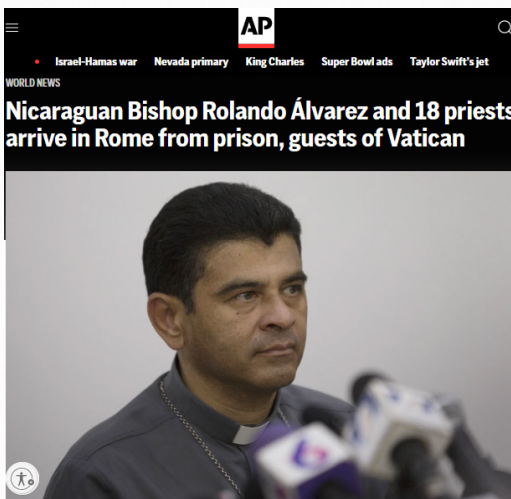 AP
Israel-Hamas war Nevada primary King Charles Super Bowl ads Taylor Swift's jet
WORLD NEWS
Nicaraguan Bishop Rolando Álvarez and 18 priests
arrive in Rome from prison, guests of Vatican